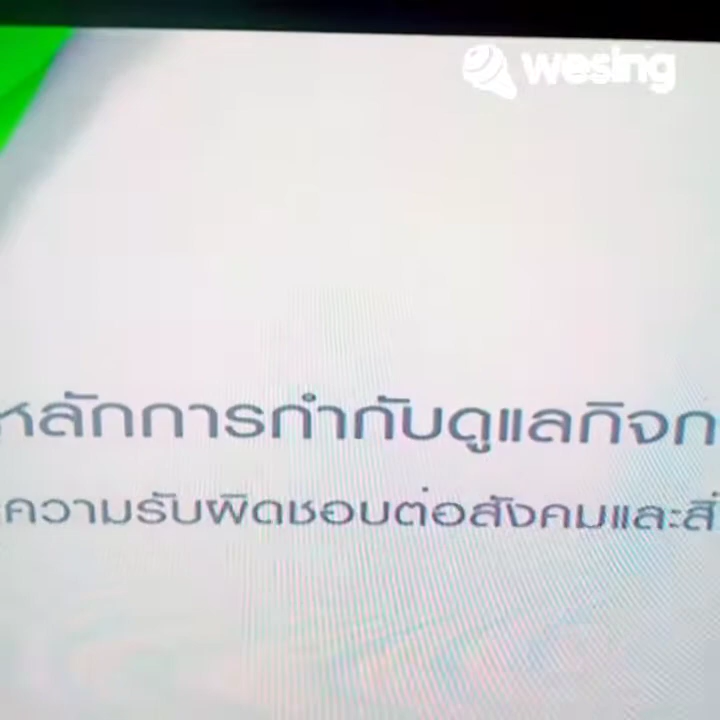 wesing
หลักการกำกับดูแลกิจก
ความรับผิดชอบต่อสังคมและสิ่